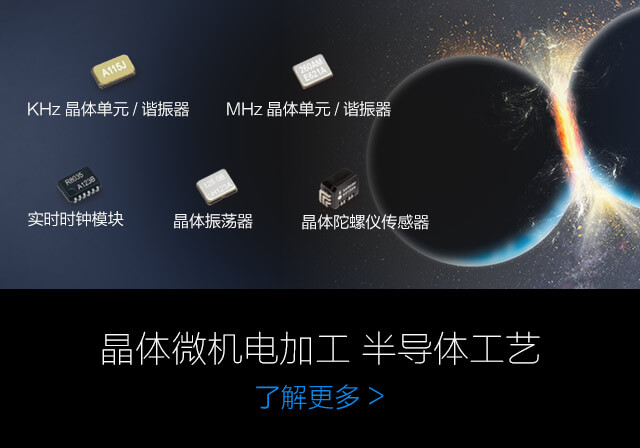 A115J
KHz 晶体单元 / 谐振器
E621A
MHz 晶体单元 / 谐振器
R8035
A123B
实时时钟模块
晶体振荡器
晶体陀螺仪传感器
晶体微机电加工 半导体工艺
了解更多 >